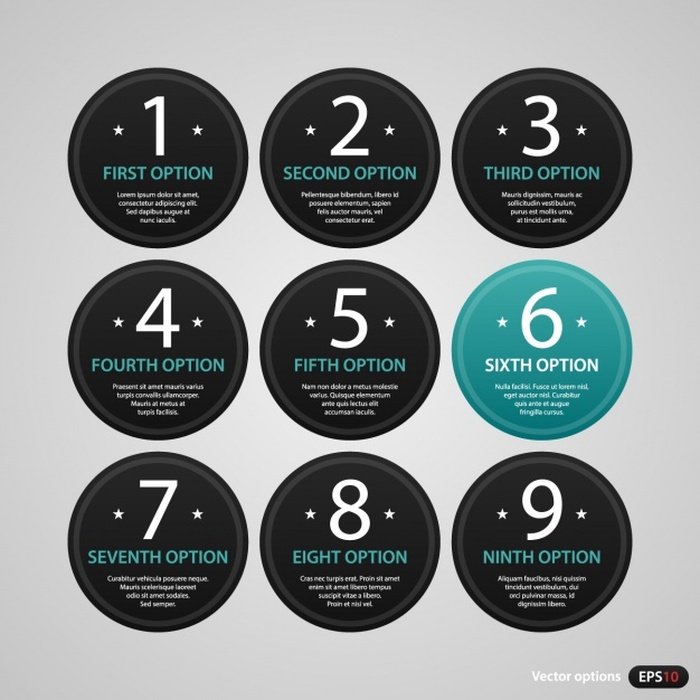 1
FIRST OPTION
Lorem ipsum dolor sit amet,
consectetur adipiscing elit.
Sed dapibus augue at
nunc iaculis.
2
SECOND OPTION
Pellentesque bibendum, libero id
posuere elementum, sapien
felis auctor mauris, vel
consectetur erat.
3
THIRD OPTION
Mauris dignissim, mauris ac
sollicitudin vestibulum,
purus est mollis urna,
at tincidunt ante.
4
FOURTH OPTION
Praesent sit amet mauris varius
turpis convallis ullamcorper.
Mauris at metus at
turpis facilisis.
5
FIFTH OPTION
Nam non dolor a metus molestie
varius. Quisque elementum
ante quis lectus elit
accumsan iaculis.
6
SIXTH OPTION
Nulla facilisi. Fusce ut lorem nisl,
eget auctor nisl. Curabitur
quis ante et augue
fringilla cursus.
7
SEVENTH OPTION
Curabitur vehicula posuere neque.
Mauris scelerisque laoreet
odio sit amet sodales.
Sed semper.
8
EIGHT OPTION
Cras nec turpis erat. Proin sit amet
enim sit amet libero tempus
suscipit vitae a libero.
Proin et nisi vel.
9
NINTH OPTION
Aliquam faucibus, nisi quissim
tincidunt vestibulum, dui
orci pulvinar massa, id
dignissim libero.
Vector options EPS10